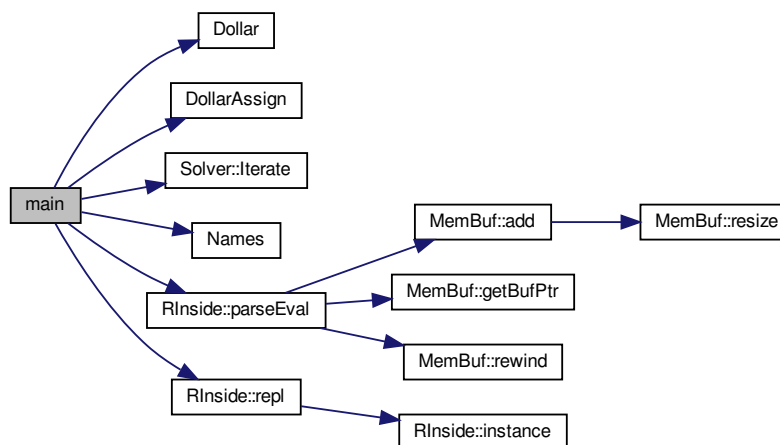 Dollar
DollarAssign
Solver::Iterate
main
Names
MemBuf::add
MemBuf::resize
RInside::parseEval
MemBuf::getBufPtr
MemBuf::rewind
RInside::repl
RInside::instance